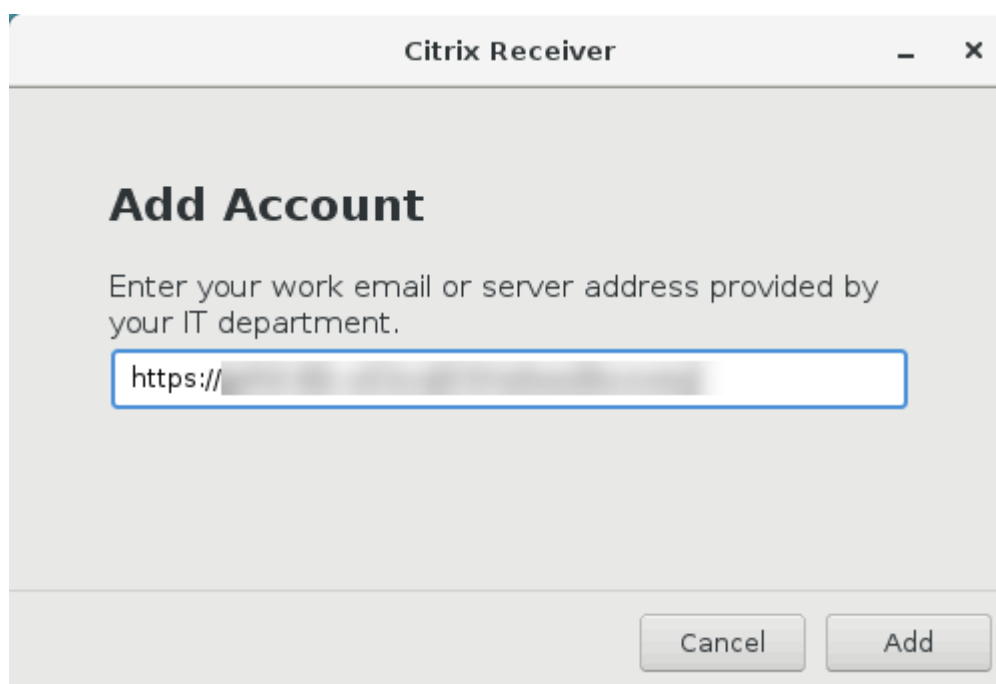 Citrix Receiver
Add Account
Enter your work email or server address provided by
your IT department.
https://
Cancel Add